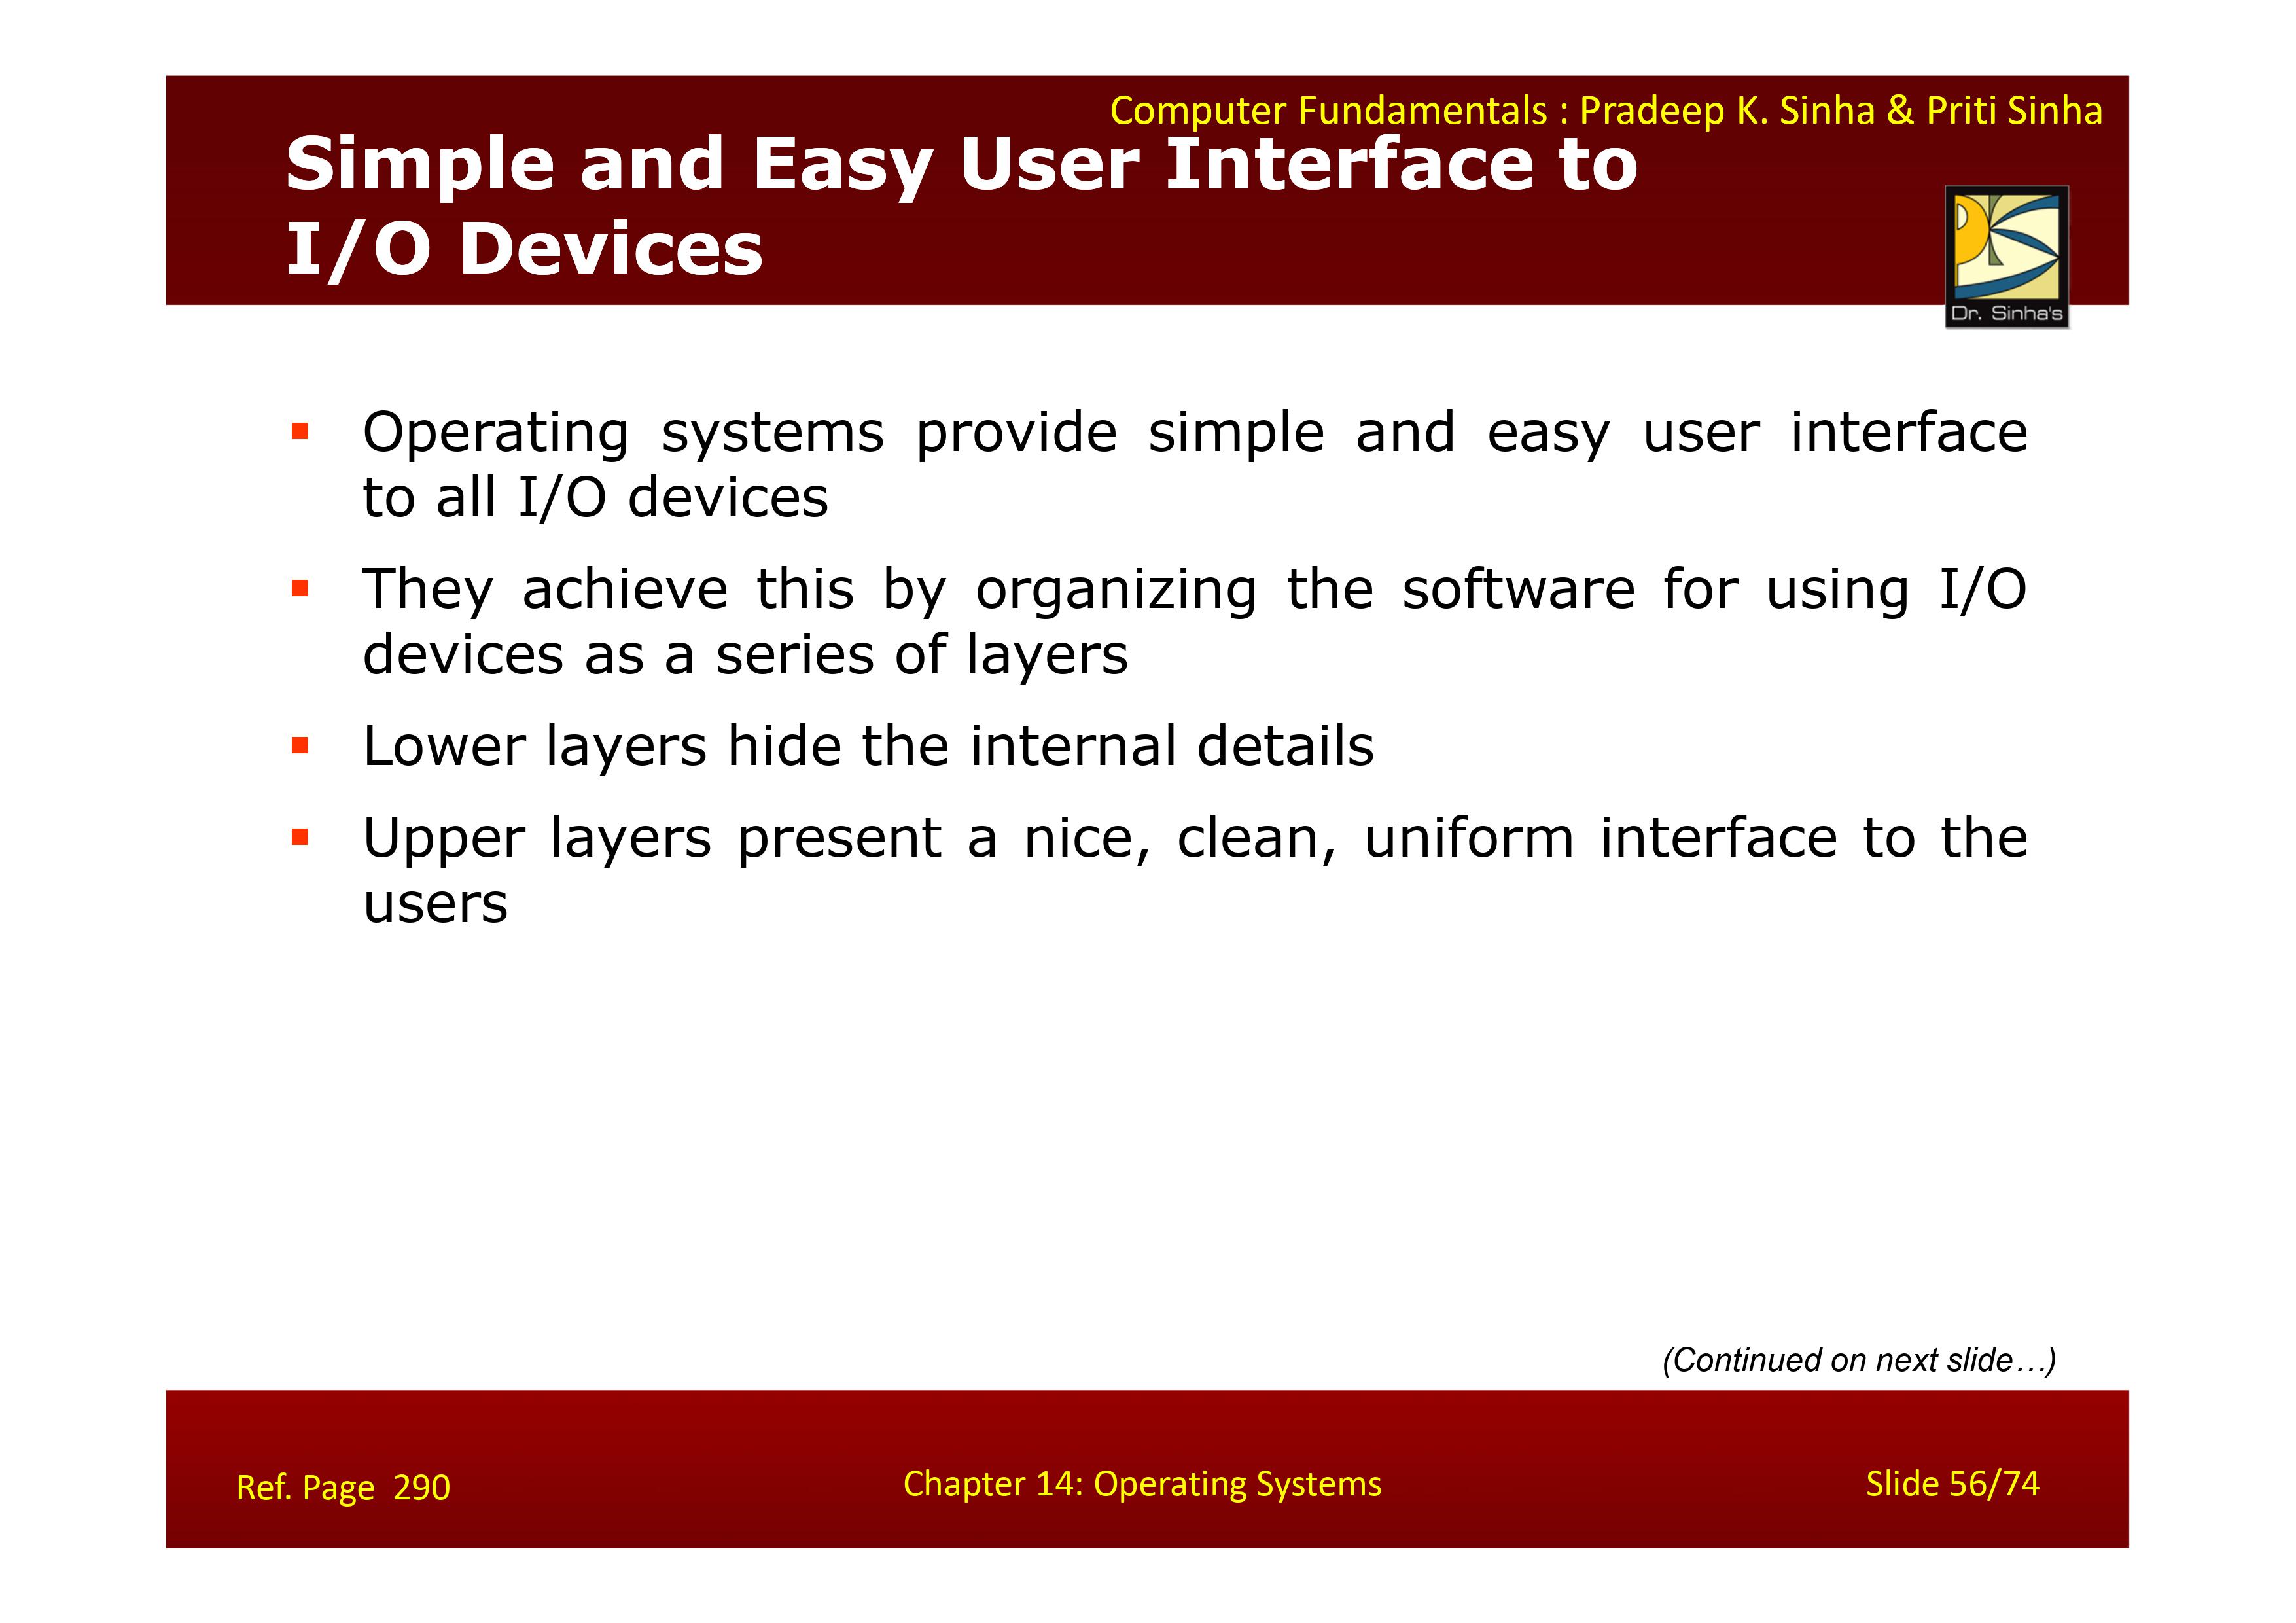 Computer Fundamentals : Pradeep K. Sinha & Priti Sinha
Simple and Easy User Interface to
I/O Devices
Dr. Sinha's
Operating systems provide simple and easy user interface
to all I/O devices
They achieve this by organizing the software for using I/O
devices as a series of layers
Lower layers hide the internal details
Upper layers present a nice, clean, uniform interface to the
users
(Continued on next slide…)
Ref. Page 290
Chapter 14: Operating Systems
Slide 56/74